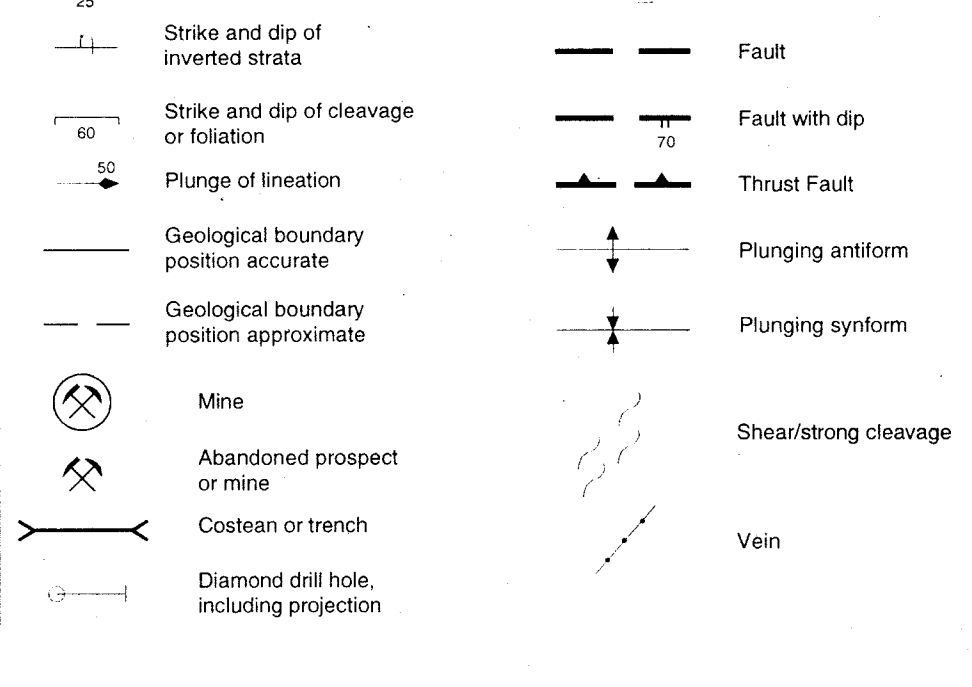 25
Strike and dip of
inverted strata
Strike and dip of cleavage
or foliation
60
50
Plunge of lineation
Geological boundary
position accurate
Geological boundary
position approximate
Mine
Abandoned prospect
or mine
Costean or trench
Diamond drill hole,
including projection
Fault
Fault with dip
70
Thrust Fault
Plunging antiform
Plunging synform
Shear/strong cleavage
Vein